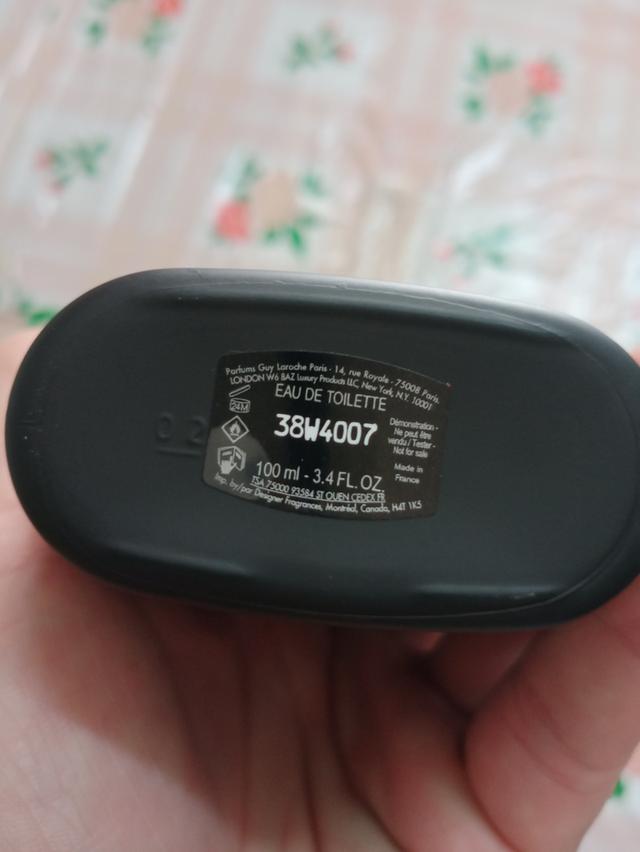 Parfums Guy Laroche Paris - 14, rue Royale - 75008 Paris.
LONDON W6 8AZ Luxury Products LLC, New York, N.Y. 10001
EAU DE TOILETTE
24M
38W4007
Démonstration -
Ne peut être
vendu / Tester -
Not for sale
Made in
France
100 ml - 3.4 FL. OZ.
TSA 75000 93584 ST OUEN CEDEX FR
Imp. by/par Designer Fragrances, Montréal, Canada, H4T 1K5
0 2